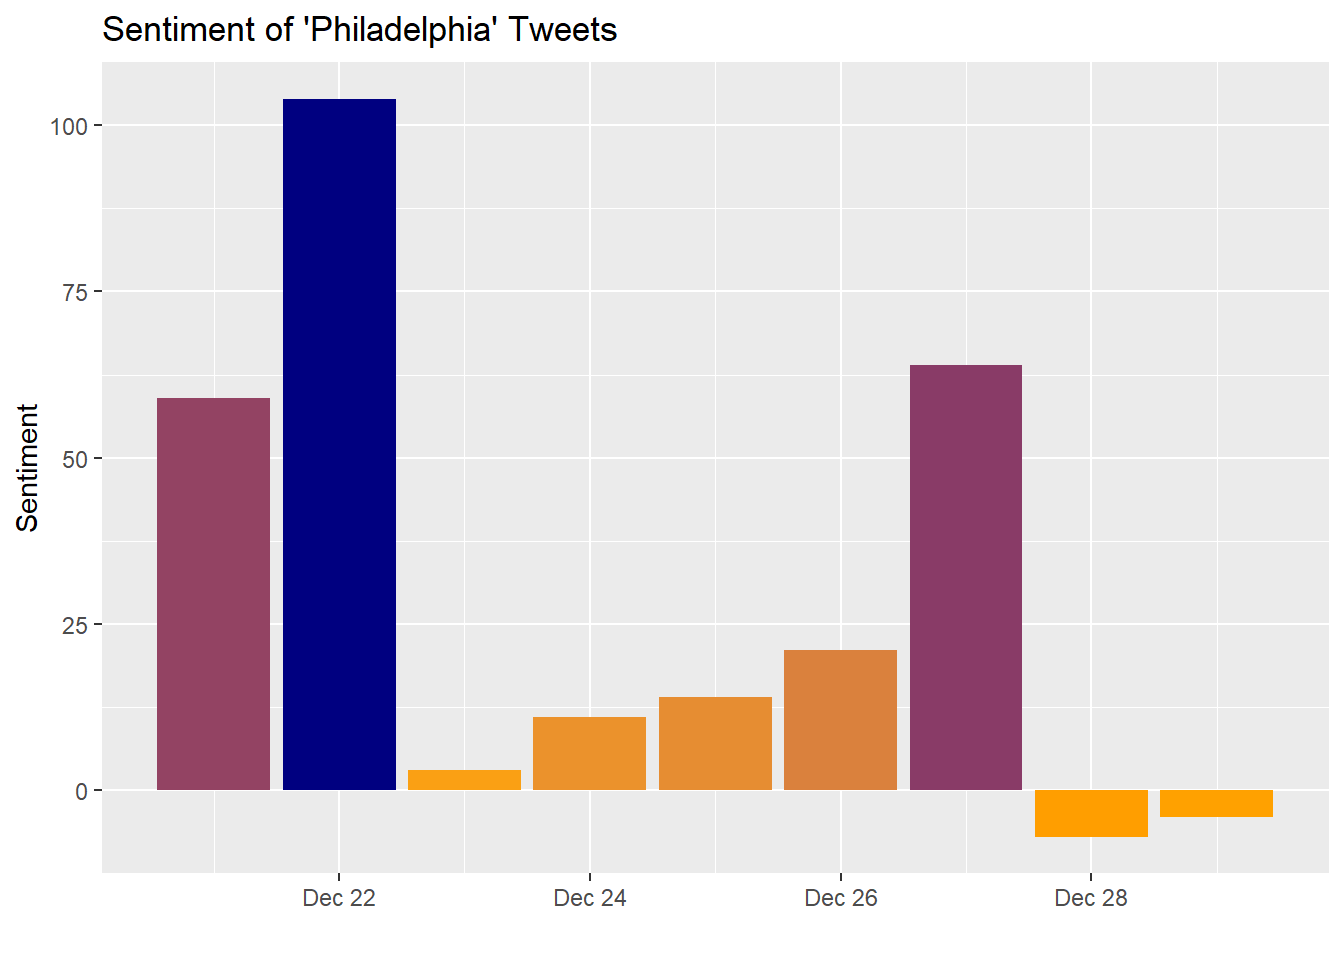 Sentiment of 'Philadelphia' Tweets
100
75
50
25
0
Sentiment
Dec 22
Dec 24
Dec 26
Dec 28